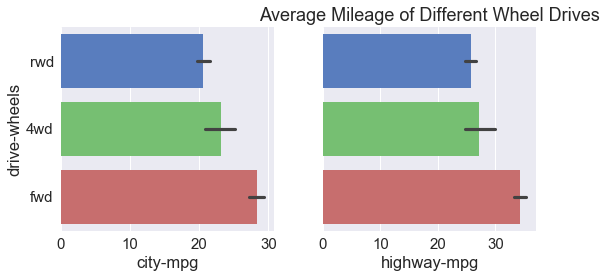 Average Mileage of Different Wheel Drives
drive-wheels
rwd
4wd
fwd
0 10 20 30
city-mpg
0 10 20 30
highway-mpg